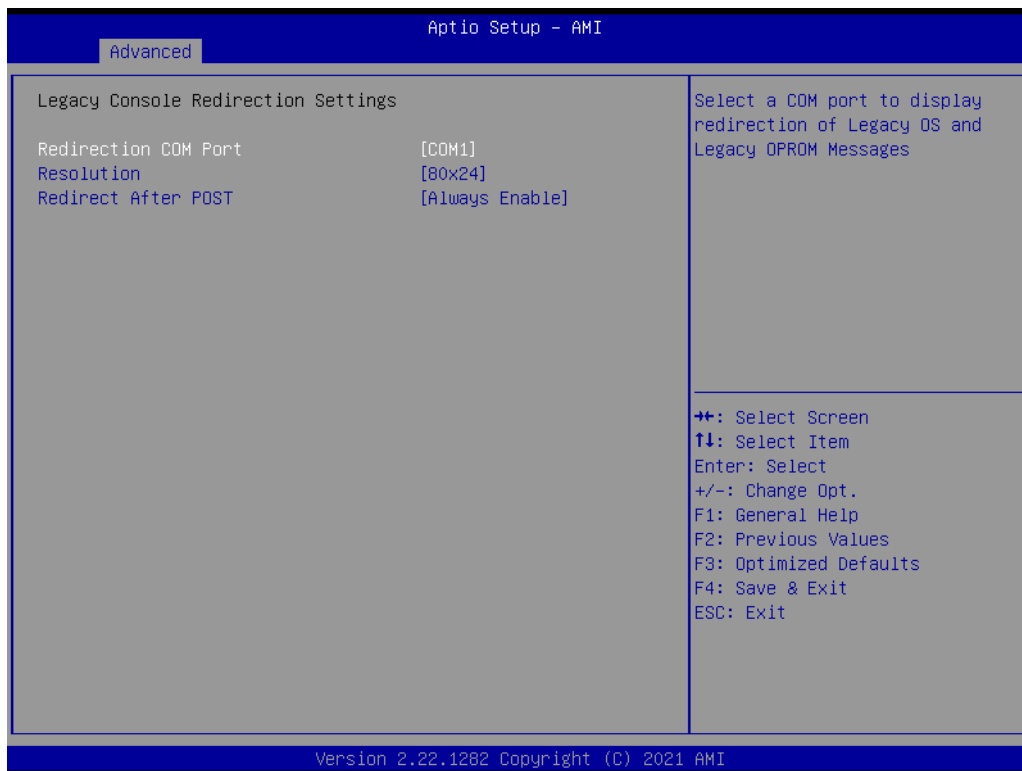 Aptio Setup – AMI
Advanced
Legacy Console Redirection Settings
Redirection COM Port [COM1]
Resolution [80x24]
Redirect After POST [Always Enable]
Select a COM port to display
redirection of Legacy OS and
Legacy OPROM Messages
→←: Select Screen
↑↓: Select Item
Enter: Select
+/-: Change Opt.
F1: General Help
F2: Previous Values
F3: Optimized Defaults
F4: Save & Exit
ESC: Exit
Version 2.22.1282 Copyright (C) 2021 AMI